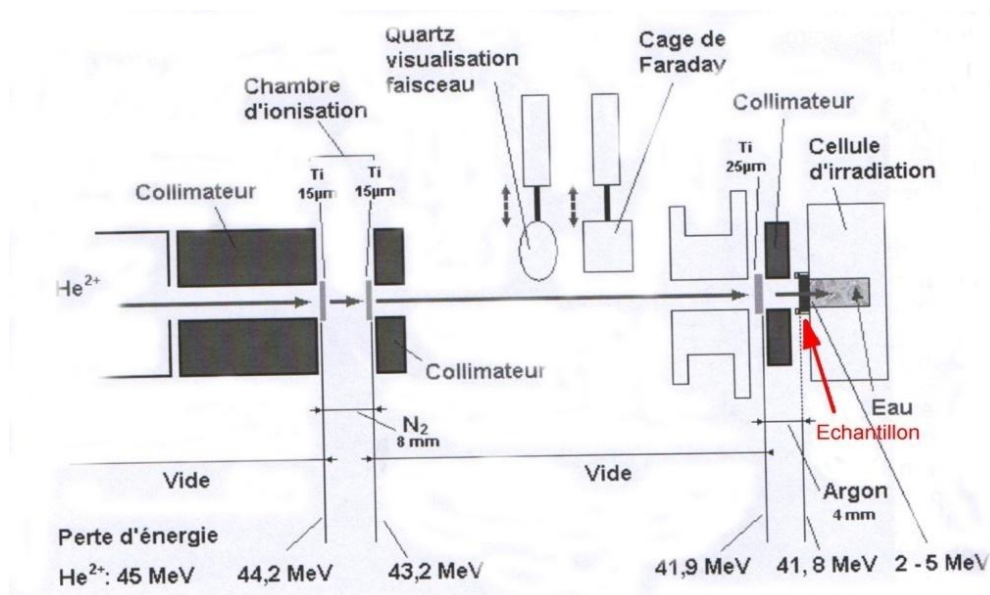 Quartz
visualisation
faisceau
Cage de
Faraday
Chambre
d'ionisation
Collimateur
Ti
15µm
Ti
15µm
Ti
25µm
Cellule
d'irradiation
Collimateur
He2+
Collimateur
Eau
Echantillon
N2
8 mm
Vide
Vide
Argon
4 mm
Perte d'énergie
He2+: 45 MeV
44,2 MeV
43,2 MeV
41,9 MeV
41, 8 MeV
2 - 5 MeV